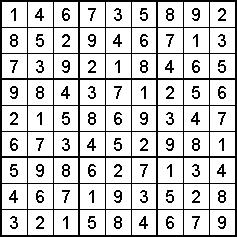 1 4 6 7 3 5 8 9 2
8 5 2 9 4 6 7 1 3
7 3 9 2 1 8 4 6 5
9 8 4 3 7 1 2 5 6
2 1 5 8 6 9 3 4 7
6 7 3 4 5 2 9 8 1
5 9 8 6 2 7 1 3 4
4 6 7 1 9 3 5 2 8
3 2 1 5 8 4 6 7 9